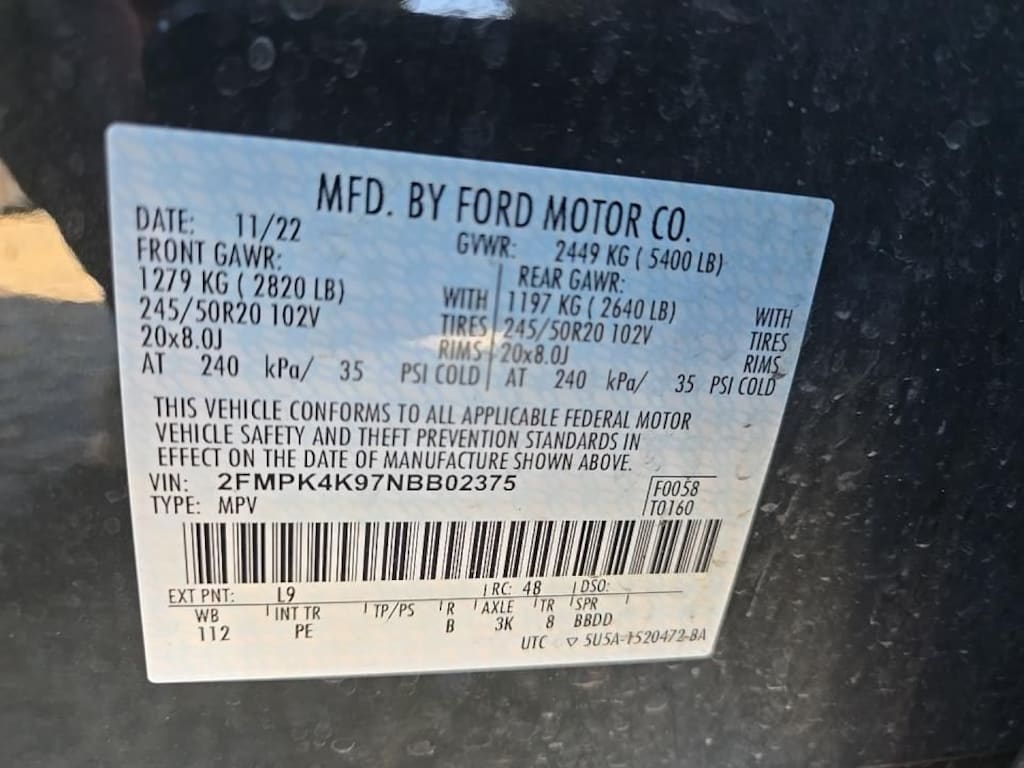 MFD. BY FORD MOTOR CO.
DATE: 11/22 GVWR: 2449 KG ( 5400 LB)
FRONT GAWR: REAR GAWR:
1279 KG ( 2820 LB) WITH 1197 KG ( 2640 LB) WITH
245/50R20 102V TIRES 245/50R20 102V TIRES
20x8.0J RIMS 20x8.0J RIMS
AT 240 kPa/ 35 PSI COLD AT 240 kPa/ 35 PSI COLD
THIS VEHICLE CONFORMS TO ALL APPLICABLE FEDERAL MOTOR
VEHICLE SAFETY AND THEFT PREVENTION STANDARDS IN
EFFECT ON THE DATE OF MANUFACTURE SHOWN ABOVE.
VIN: 2FMPK4K97NBB02375 F0058
TYPE: MPV T0160
EXT PNT: L9 RC: 48 DSO:
WB INT TR TP/PS R AXLE TR SPR
112 PE B 3K 8 BBDD
UTC ▽ 5U5A-1520472-BA